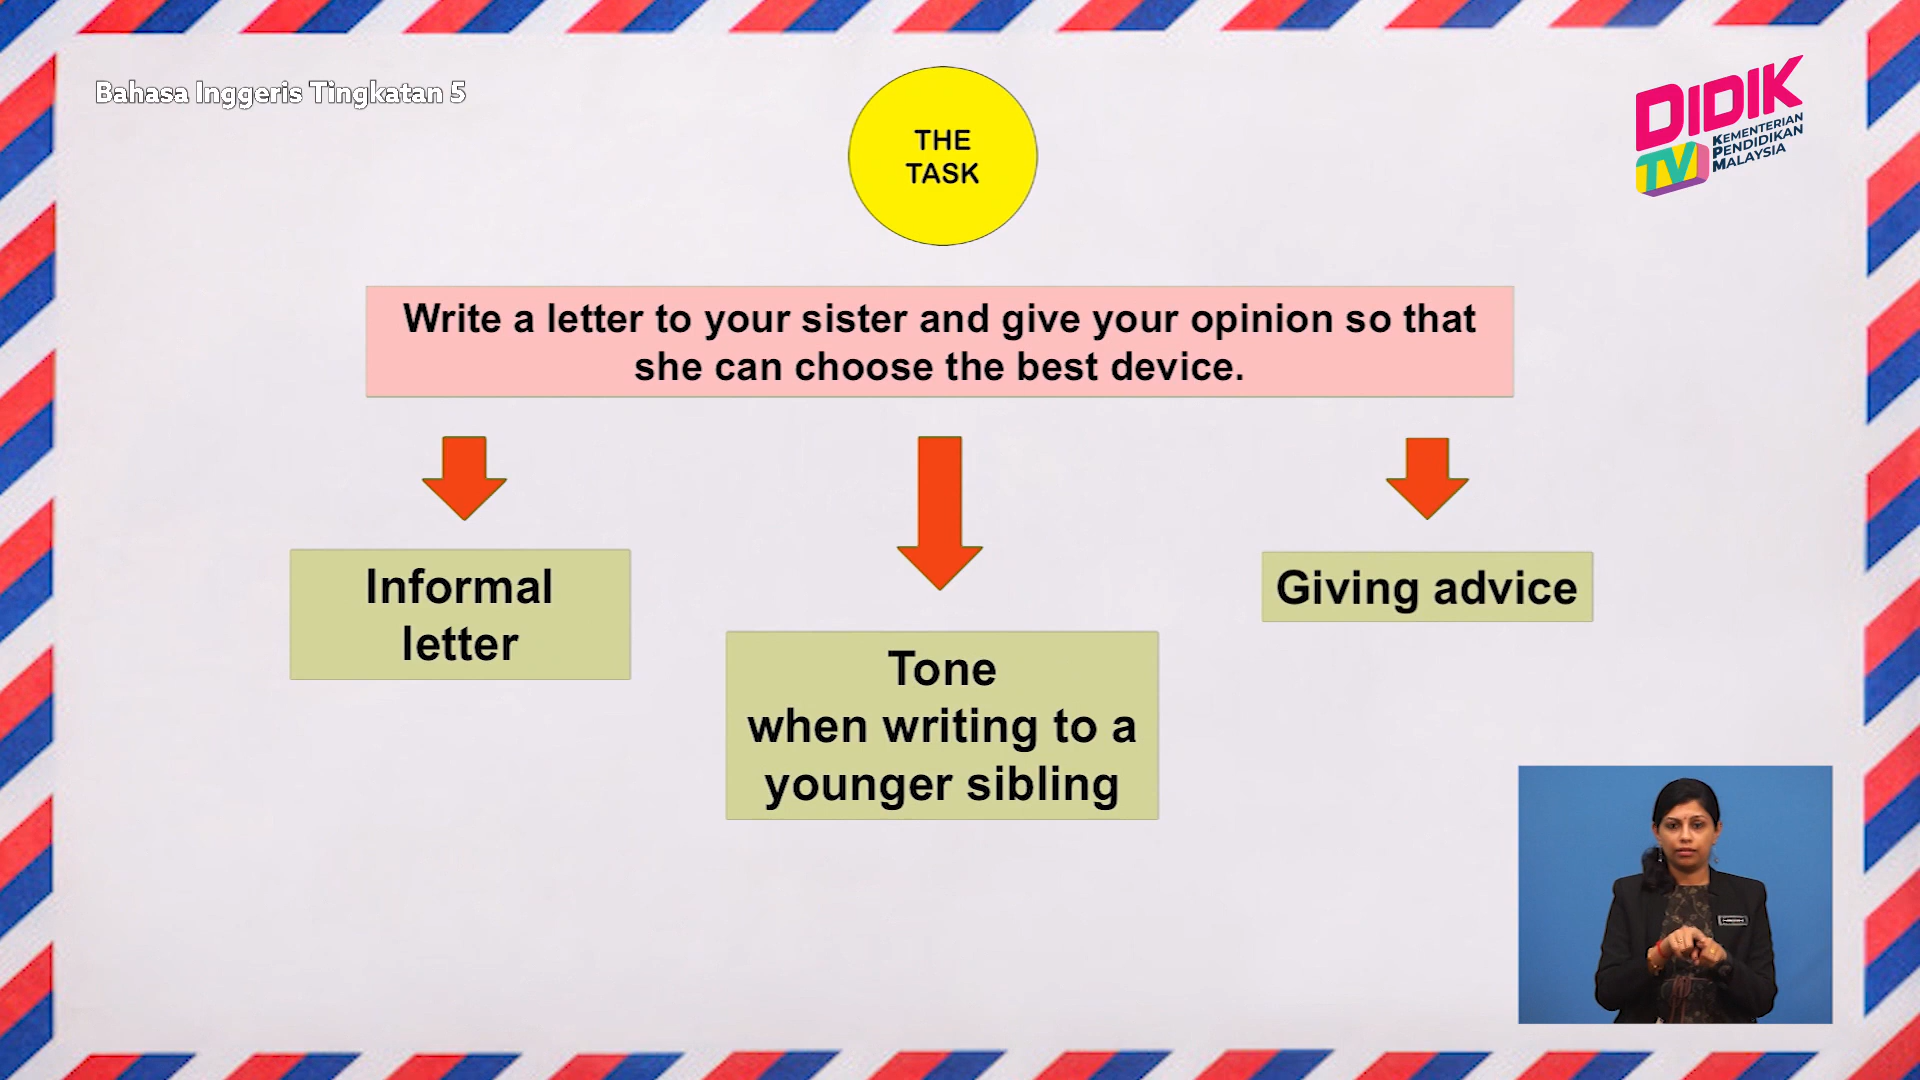 Bahasa Inggeris Tingkatan 5
THE
TASK
DIDIK
TV
KEMENTERIAN
PENDIDIKAN
MALAYSIA
Write a letter to your sister and give your opinion so that
she can choose the best device.
Informal
letter
Tone
when writing to a
younger sibling
Giving advice